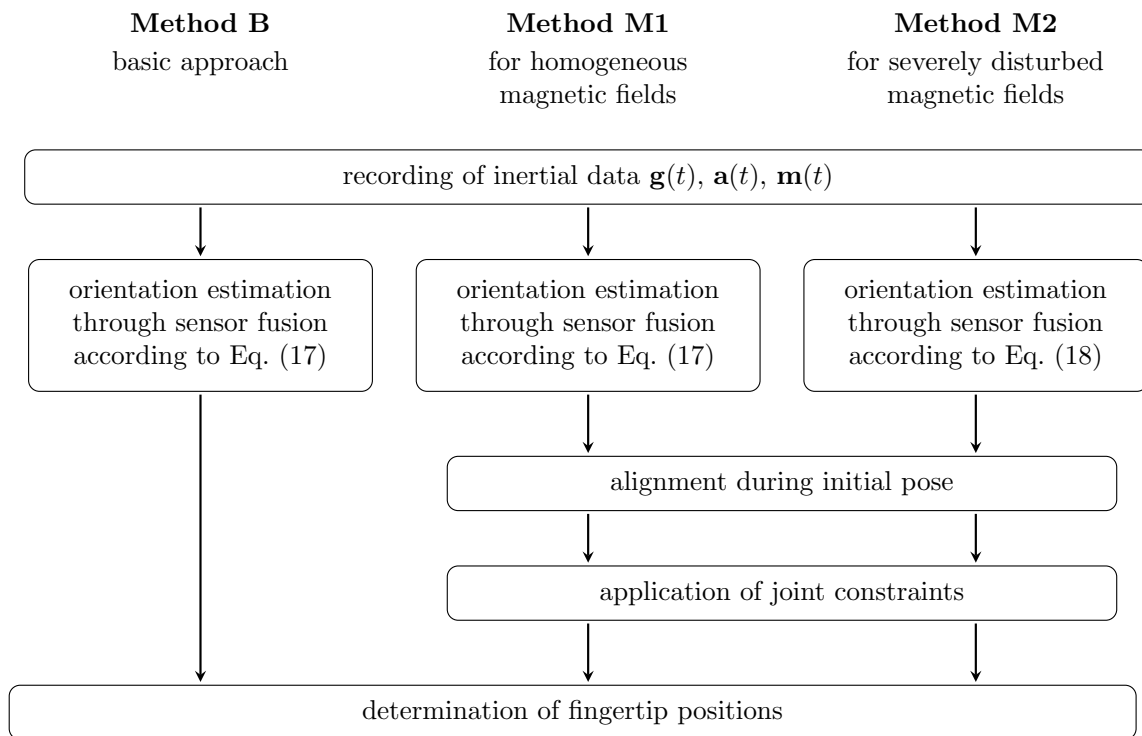 Method B
basic approach
Method M1
for homogeneous
magnetic fields
Method M2
for severely disturbed
magnetic fields
recording of inertial data g(t), a(t), m(t)
orientation estimation
through sensor fusion
according to Eq. (17)
orientation estimation
through sensor fusion
according to Eq. (17)
orientation estimation
through sensor fusion
according to Eq. (18)
alignment during initial pose
application of joint constraints
determination of fingertip positions